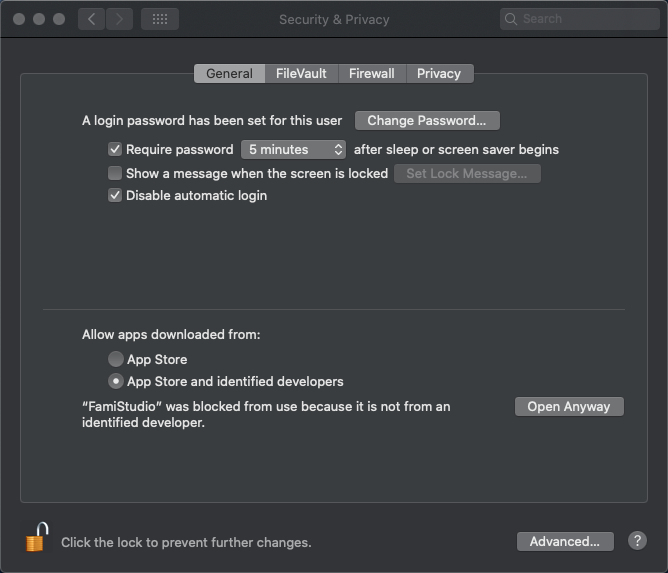 Security & Privacy
Search
General
FileVault
Firewall
Privacy
A login password has been set for this user
Change Password...
Require password
5 minutes
after sleep or screen saver begins
Show a message when the screen is locked
Set Lock Message...
Disable automatic login
Allow apps downloaded from:
App Store
App Store and identified developers
“FamiStudio” was blocked from use because it is not from an
identified developer.
Open Anyway
Click the lock to prevent further changes.
Advanced...
?